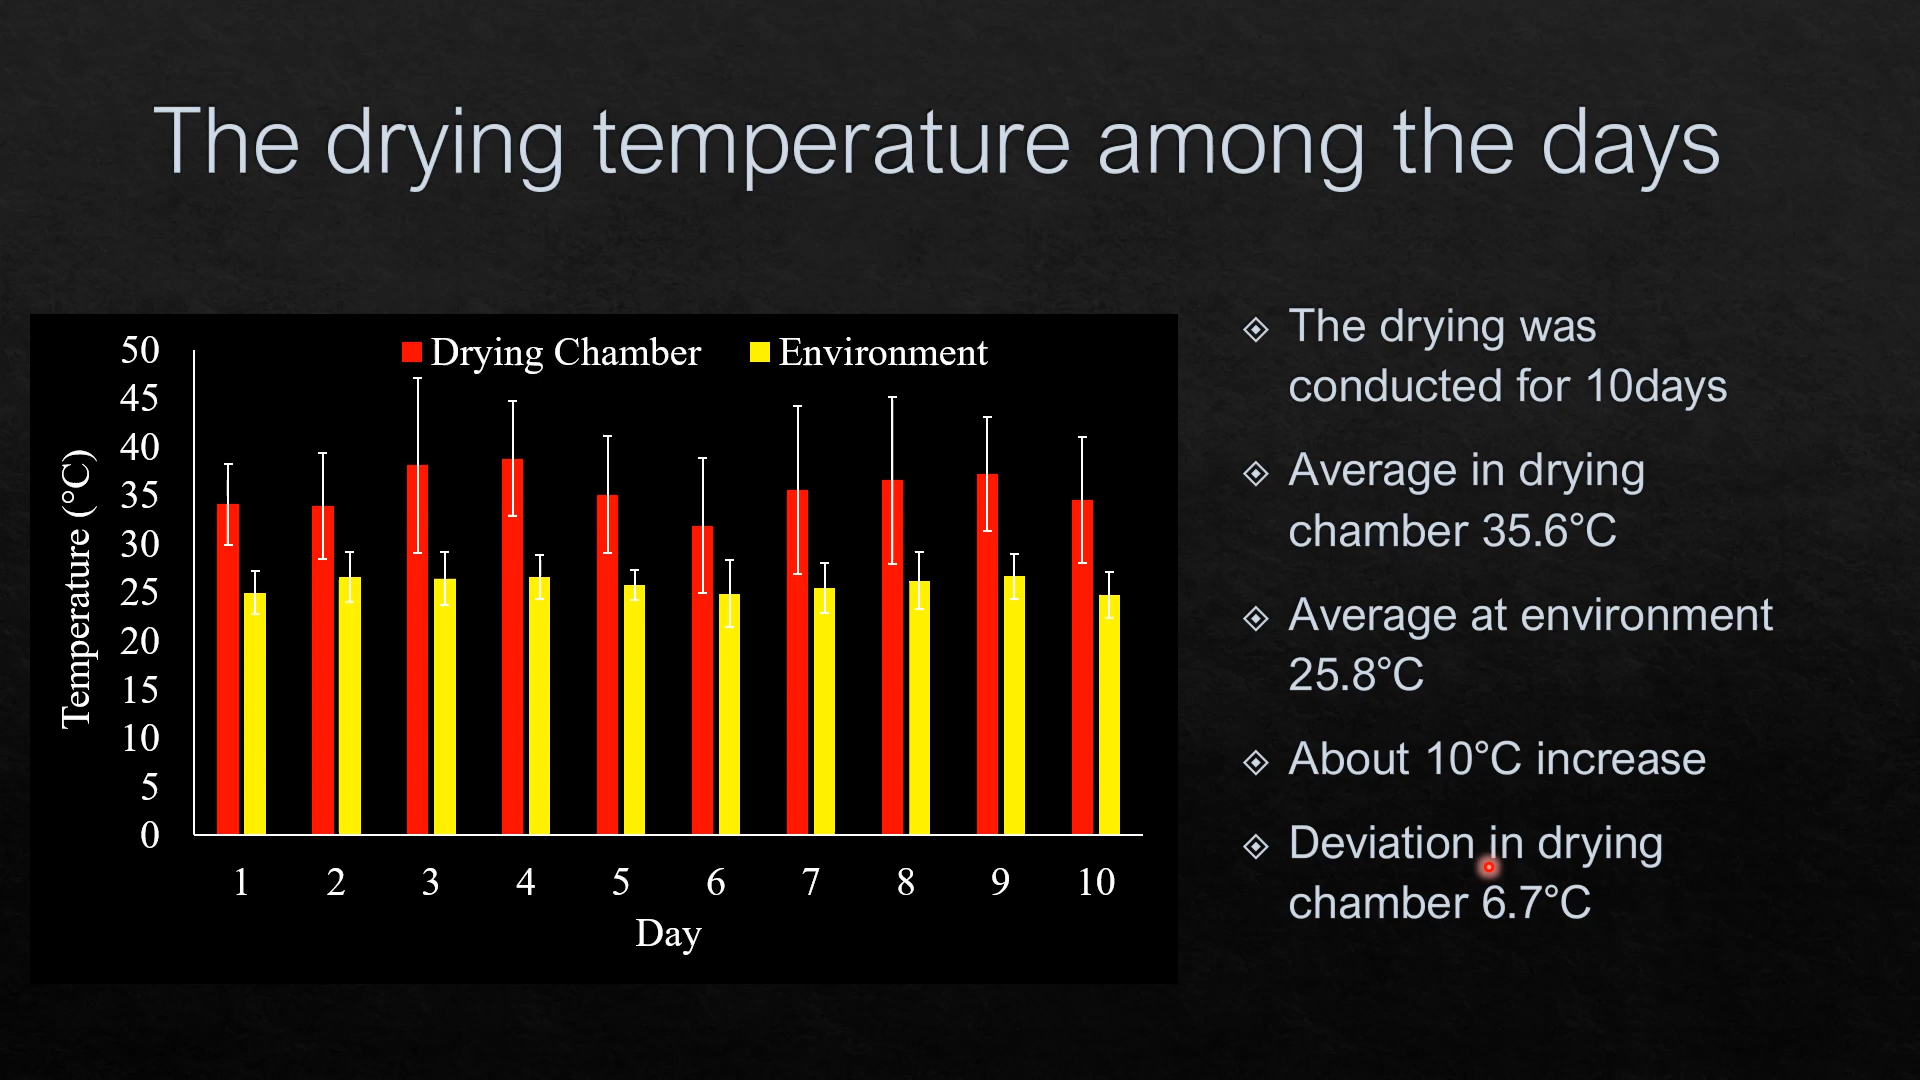 The drying temperature among the days
50
45
40
35
30
25
20
15
10
5
0
Temperature (°C)
Drying Chamber
Environment
1 2 3 4 5 6 7 8 9 10
Day
The drying was
conducted for 10days
Average in drying
chamber 35.6°C
Average at environment
25.8°C
About 10°C increase
Deviation in drying
chamber 6.7°C